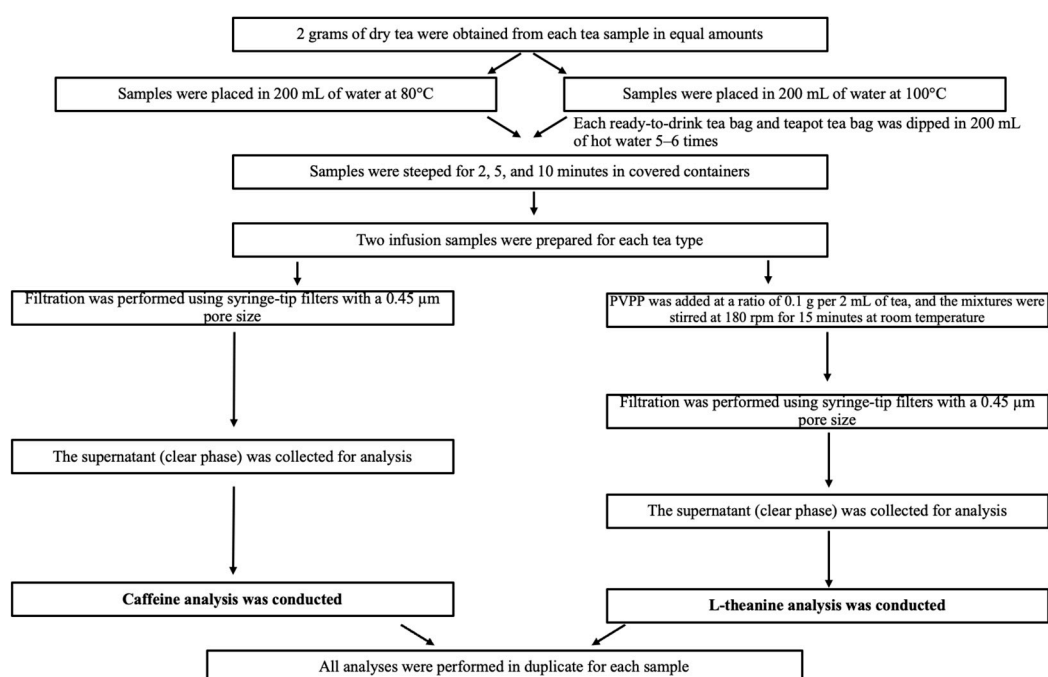 2 grams of dry tea were obtained from each tea sample in equal amounts
Samples were placed in 200 mL of water at 80°C
Samples were placed in 200 mL of water at 100°C
Each ready-to-drink tea bag and teapot tea bag was dipped in 200 mL
of hot water 5–6 times
Samples were steeped for 2, 5, and 10 minutes in covered containers
Two infusion samples were prepared for each tea type
Filtration was performed using syringe-tip filters with a 0.45 µm
pore size
The supernatant (clear phase) was collected for analysis
Caffeine analysis was conducted
PVPP was added at a ratio of 0.1 g per 2 mL of tea, and the mixtures were
stirred at 180 rpm for 15 minutes at room temperature
Filtration was performed using syringe-tip filters with a 0.45 µm
pore size
The supernatant (clear phase) was collected for analysis
L-theanine analysis was conducted
All analyses were performed in duplicate for each sample